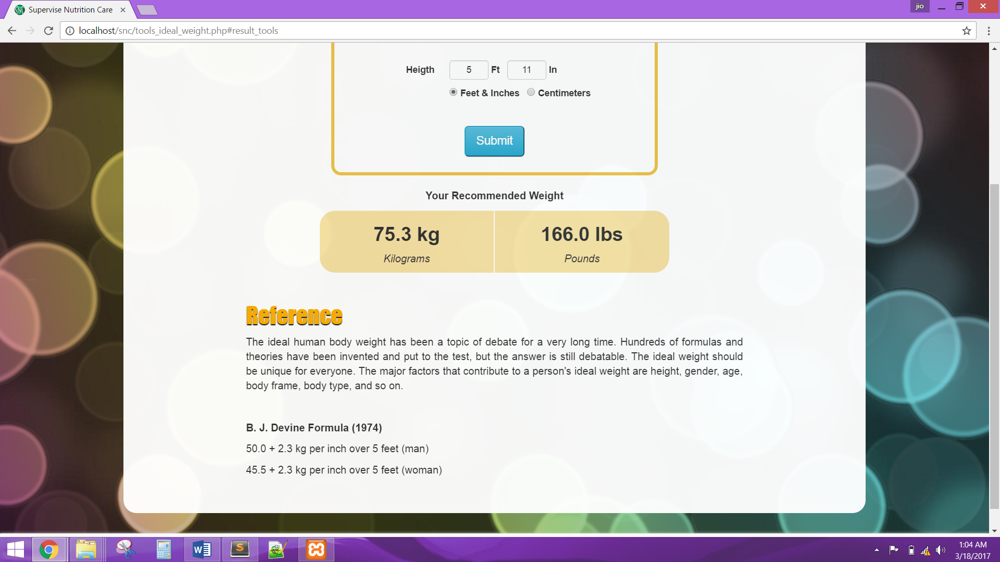 Supervise Nutrition Care
jio
localhost/snc/tools_ideal_weight.php#result_tools
Heigth 5 Ft 11 In
Feet & Inches Centimeters
Submit
Your Recommended Weight
75.3 kg 166.0 lbs
Kilograms Pounds
Reference
The ideal human body weight has been a topic of debate for a very long time. Hundreds of formulas and
theories have been invented and put to the test, but the answer is still debatable. The ideal weight should
be unique for everyone. The major factors that contribute to a person's ideal weight are height, gender, age,
body frame, body type, and so on.
B. J. Devine Formula (1974)
50.0 + 2.3 kg per inch over 5 feet (man)
45.5 + 2.3 kg per inch over 5 feet (woman)
1:04 AM
3/18/2017